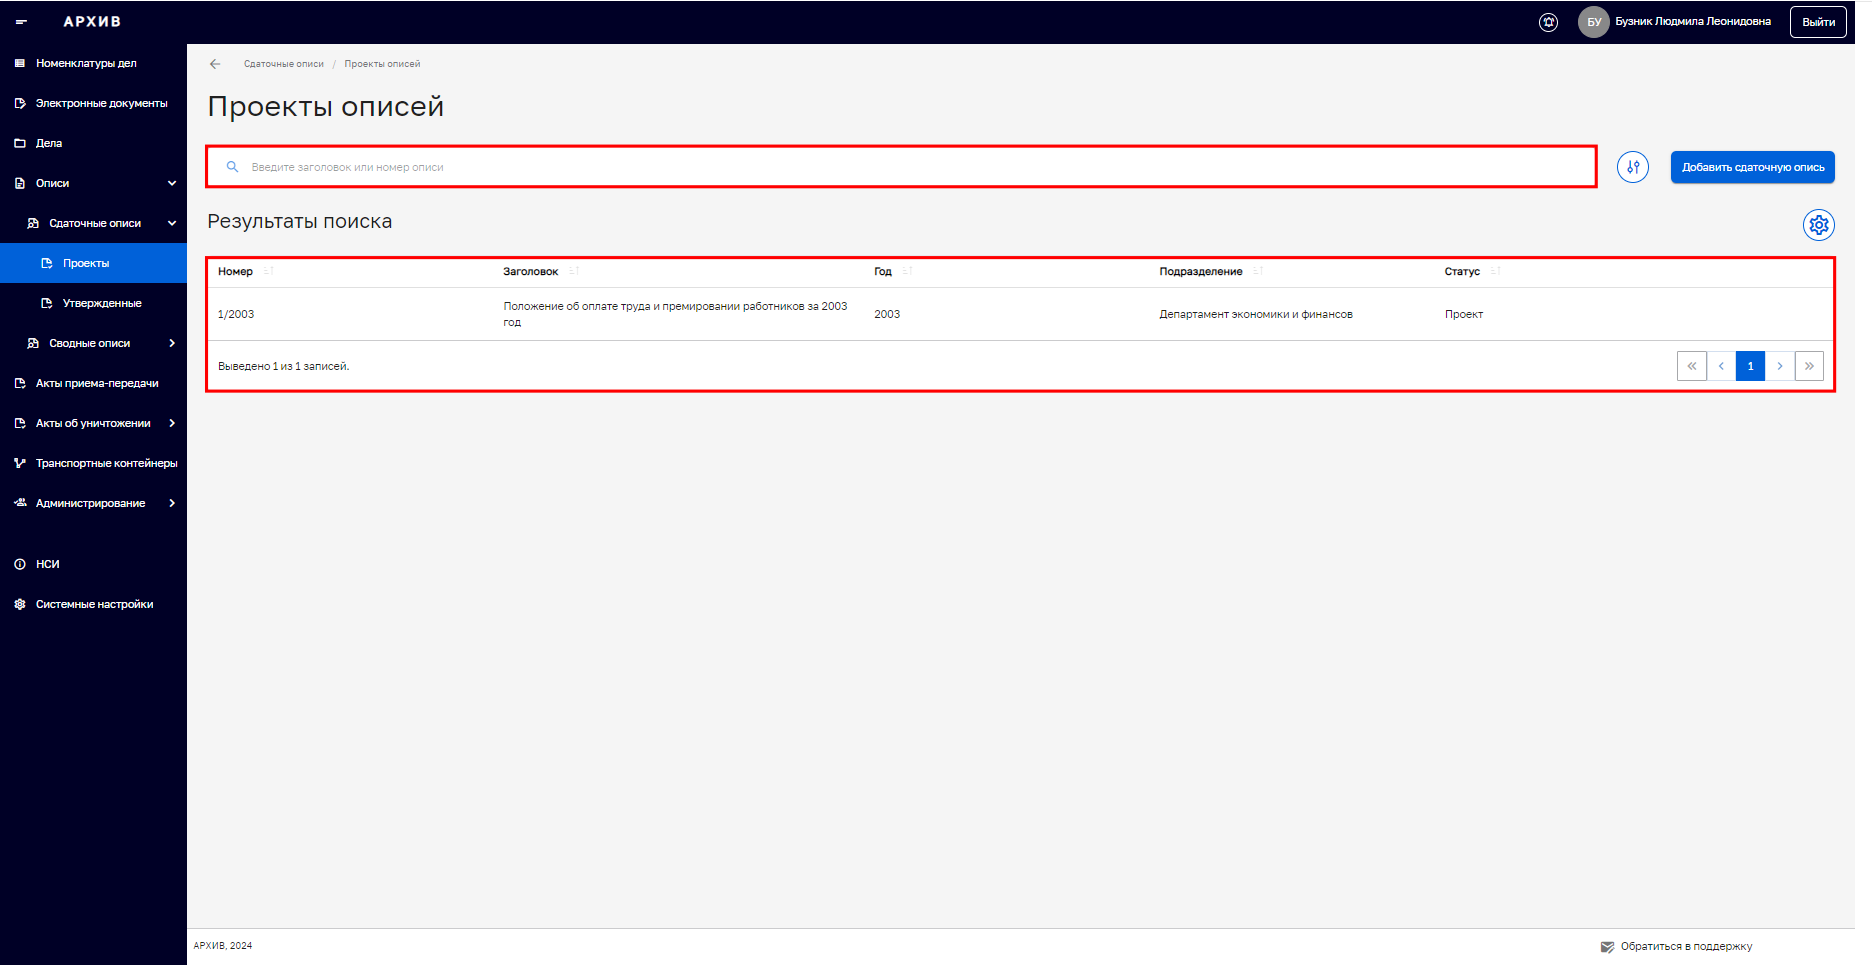 АРХИВ
БУ
Бузник Людмила Леонидовна
Выйти
Номенклатуры дел
Электронные документы
Дела
Описи
Сдаточные описи
Проекты
Утвержденные
Сводные описи
Акты приема-передачи
Акты об уничтожении
Транспортные контейнеры
Администрирование
НСИ
Системные настройки
Сдаточные описи / Проекты описей
Проекты описей
Введите заголовок или номер описи
Добавить сдаточную опись
Результаты поиска
Номер Заголовок Год Подразделение Статус
1/2003 Положение об оплате труда и премировании работников за 2003 2003 Департамент экономики и финансов Проект
год
Выведено 1 из 1 записей.
« ‹ 1 › »
АРХИВ, 2024
Обратиться в поддержку